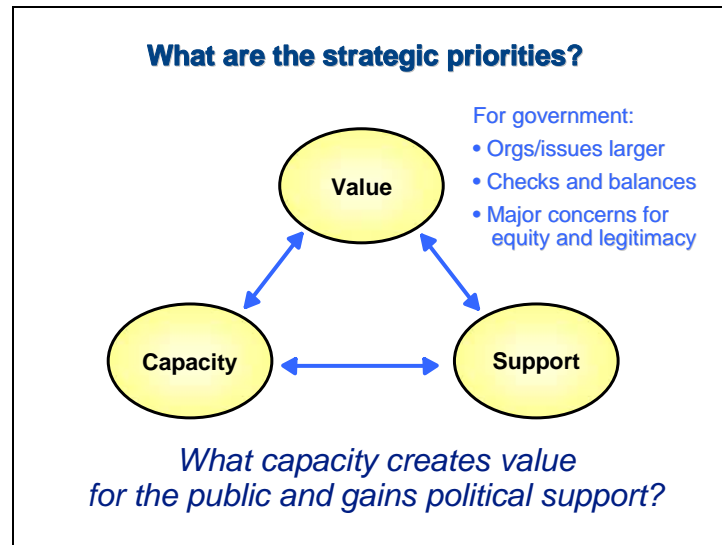 What are the strategic priorities?
For government:
• Orgs/issues larger
• Checks and balances
• Major concerns for
equity and legitimacy
Value
Capacity
Support
What capacity creates value
for the public and gains political support?